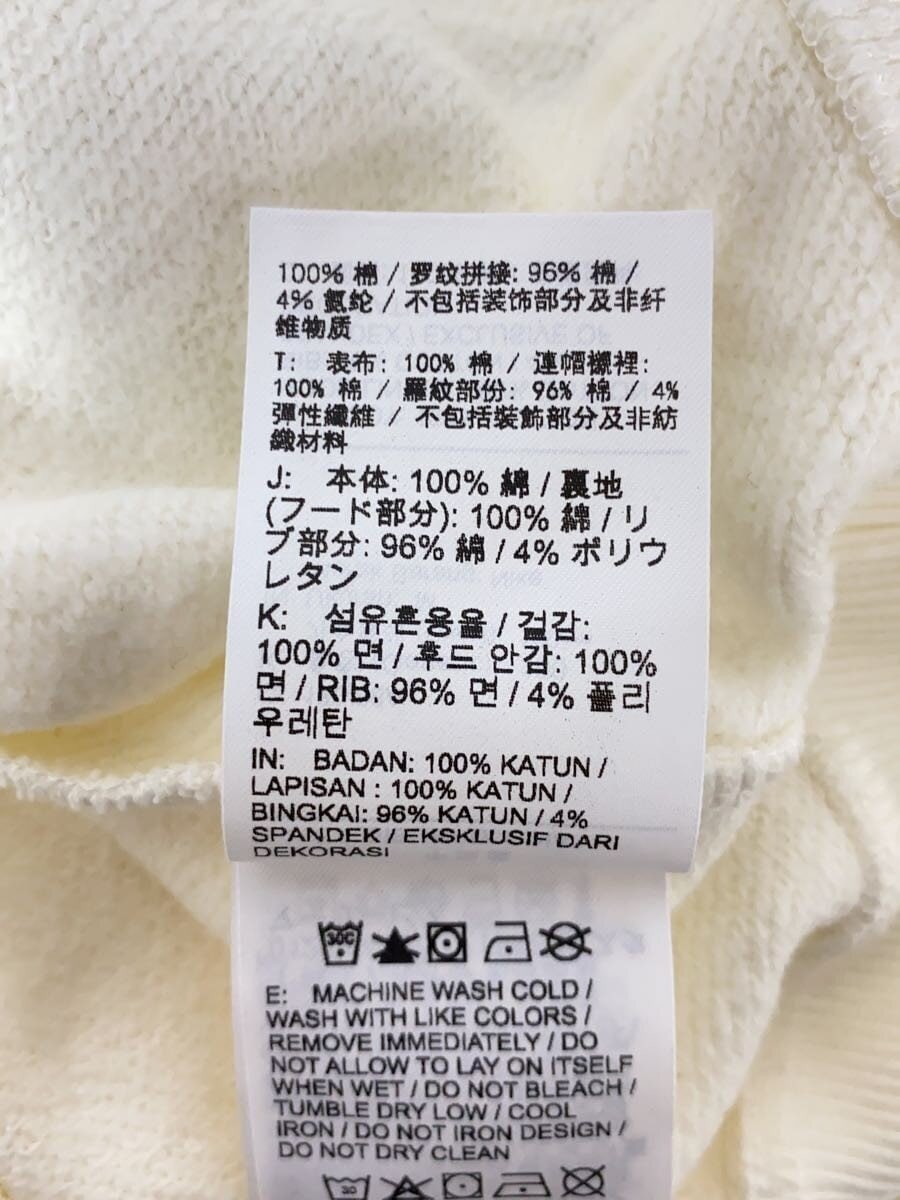 100% 棉 / 罗纹拼接: 96% 棉 /
4% 氨纶 / 不包括装饰部分及非纤
维物质
T: 表布: 100% 棉 / 連帽襯裡:
100% 棉 / 羅紋部份: 96% 棉 / 4%
彈性纖維 / 不包括裝飾部分及非紡
織材料
J: 本体: 100% 綿 / 裏地
(フード部分): 100% 綿 / リ
ブ部分: 96% 綿 / 4% ポリウ
レタン
K: 섬유혼용율 / 겉감:
100% 면 / 후드 안감: 100%
면 / RIB: 96% 면 / 4% 폴리
우레탄
IN: BADAN: 100% KATUN /
LAPISAN : 100% KATUN /
BINGKAI: 96% KATUN / 4%
SPANDEK / EKSKLUSIF DARI
DEKORASI
30C
E: MACHINE WASH COLD /
WASH WITH LIKE COLORS /
REMOVE IMMEDIATELY / DO
NOT ALLOW TO LAY ON ITSELF
WHEN WET / DO NOT BLEACH /
TUMBLE DRY LOW / COOL
IRON / DO NOT IRON DESIGN /
DO NOT DRY CLEAN
30